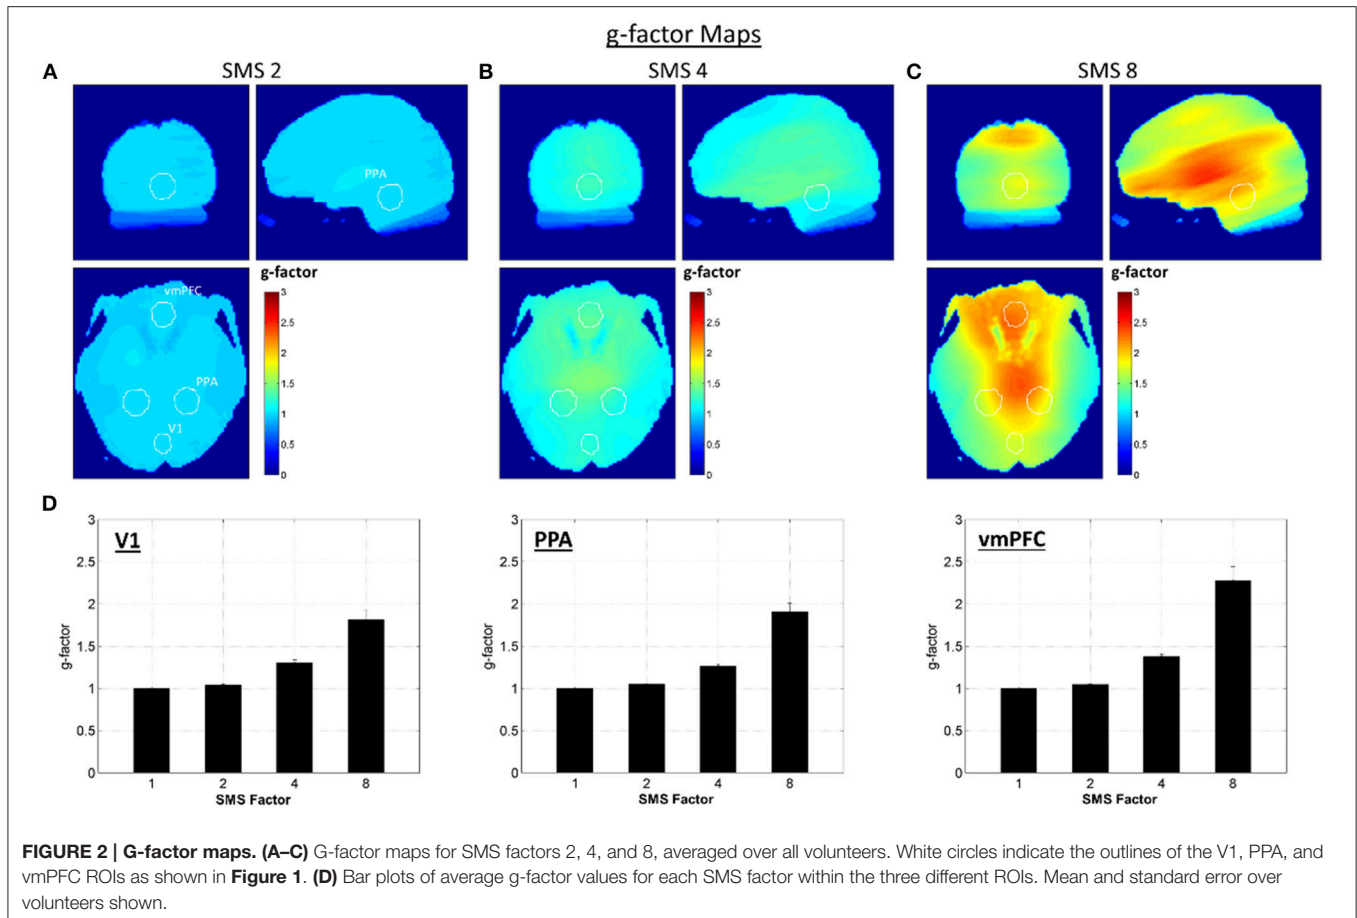 g-factor Maps
A
SMS 2
B
SMS 4
C
SMS 8
PPA
g-factor
vmPFC
PPA
V1
3
2.5
2
1.5
1
0.5
0
g-factor
3
2.5
2
1.5
1
0.5
0
g-factor
3
2.5
2
1.5
1
0.5
0
D
V1
g-factor
3
2.5
2
1.5
1
0.5
0
1 2 4 8
SMS Factor
PPA
g-factor
3
2.5
2
1.5
1
0.5
0
1 2 4 8
SMS Factor
vmPFC
g-factor
3
2.5
2
1.5
1
0.5
0
1 2 4 8
SMS Factor
FIGURE 2 | G-factor maps. (A–C) G-factor maps for SMS factors 2, 4, and 8, averaged over all volunteers. White circles indicate the outlines of the V1, PPA, and
vmPFC ROIs as shown in Figure 1. (D) Bar plots of average g-factor values for each SMS factor within the three different ROIs. Mean and standard error over
volunteers shown.